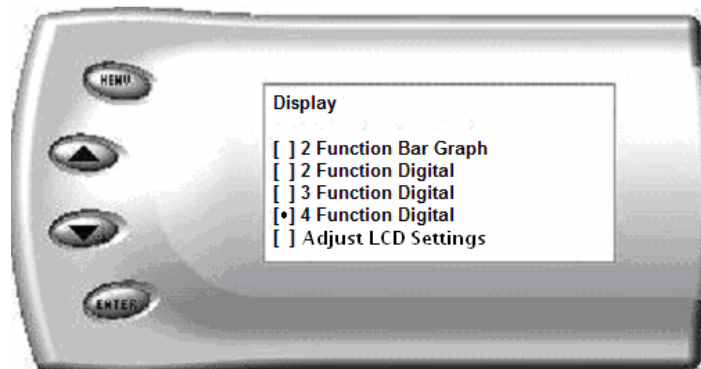 MENU
Display
[ ] 2 Function Bar Graph
[ ] 2 Function Digital
[ ] 3 Function Digital
[•] 4 Function Digital
[ ] Adjust LCD Settings
ENTER